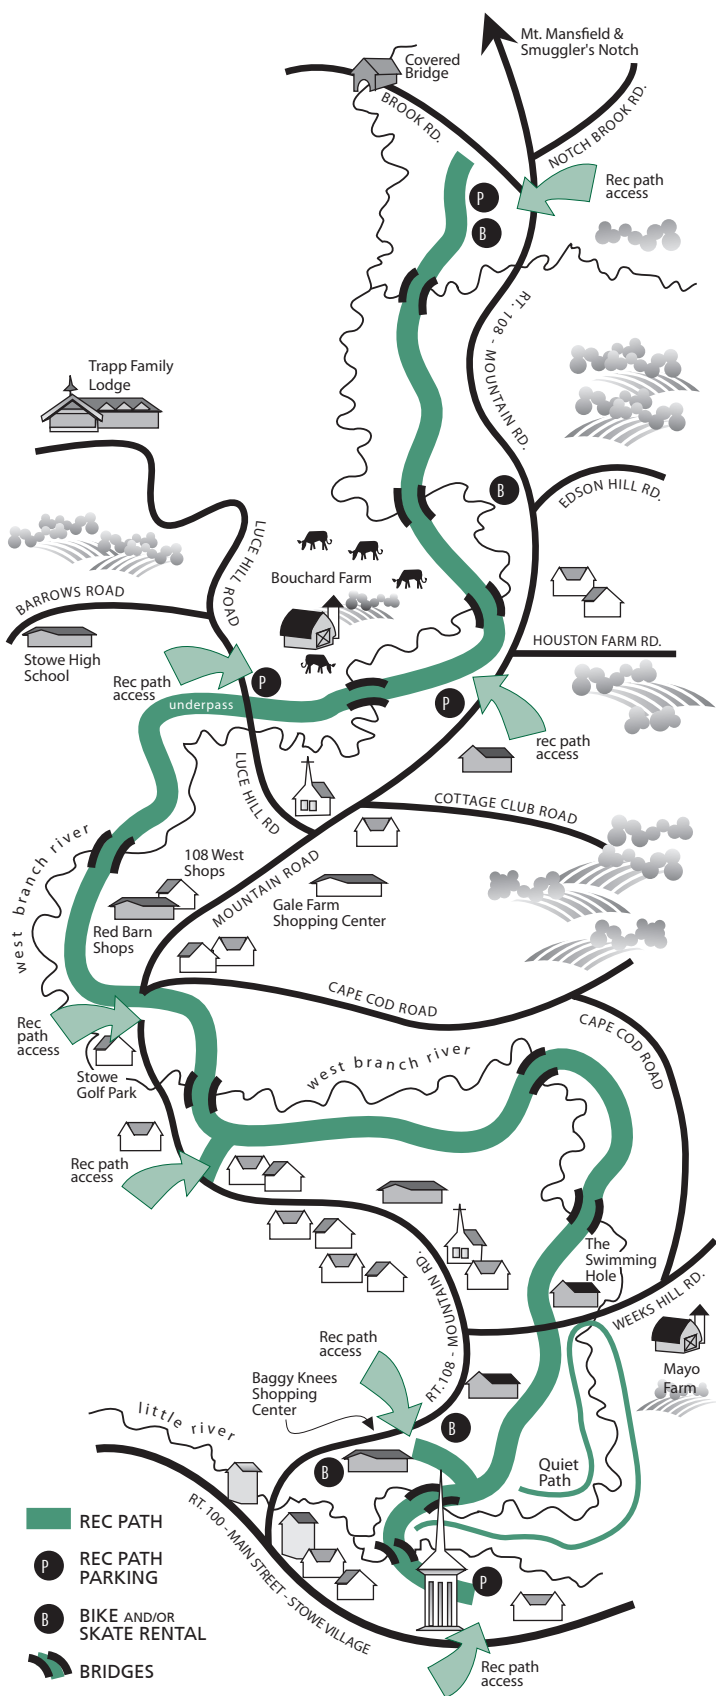 Mt. Mansfield &
Smuggler's Notch
Covered
Bridge
BROOK RD.
NOTCH BROOK RD.
Rec path
access
P
B
RT. 108 - MOUNTAIN RD.
Trapp Family
Lodge
B
EDSON HILL RD.
LUCE HILL ROAD
Bouchard Farm
BARROWS ROAD
Stowe High
School
HOUSTON FARM RD.
Rec path
access
P
underpass
P
rec path
access
LUCE HILL RD
COTTAGE CLUB ROAD
west branch river
108 West
Shops
MOUNTAIN ROAD
Gale Farm
Shopping Center
Red Barn
Shops
CAPE COD ROAD
CAPE COD ROAD
Rec
path
access
west branch river
Stowe
Golf Park
Rec path
access
The
Swimming
Hole
RT. 108 - MOUNTAIN RD.
WEEKS HILL RD.
Rec path
access
Mayo
Farm
Baggy Knees
Shopping
Center
little river
B
B
Quiet
Path
RT. 100 - MAIN STREET - STOWE VILLAGE
P
Rec path
access
REC PATH
P
REC PATH
PARKING
B
BIKE AND/OR
SKATE RENTAL
BRIDGES